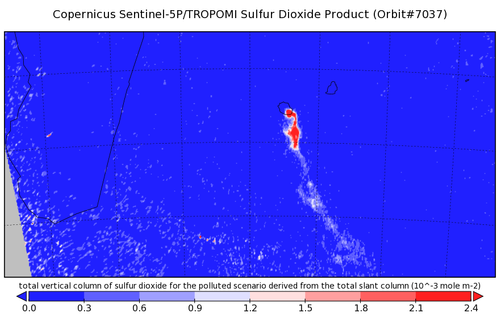 Copernicus Sentinel-5P/TROPOMI Sulfur Dioxide Product (Orbit#7037)
total vertical column of sulfur dioxide for the polluted scenario derived from the total slant column (10^-3 mole m-2)
0.0 0.3 0.6 0.9 1.2 1.5 1.8 2.1 2.4